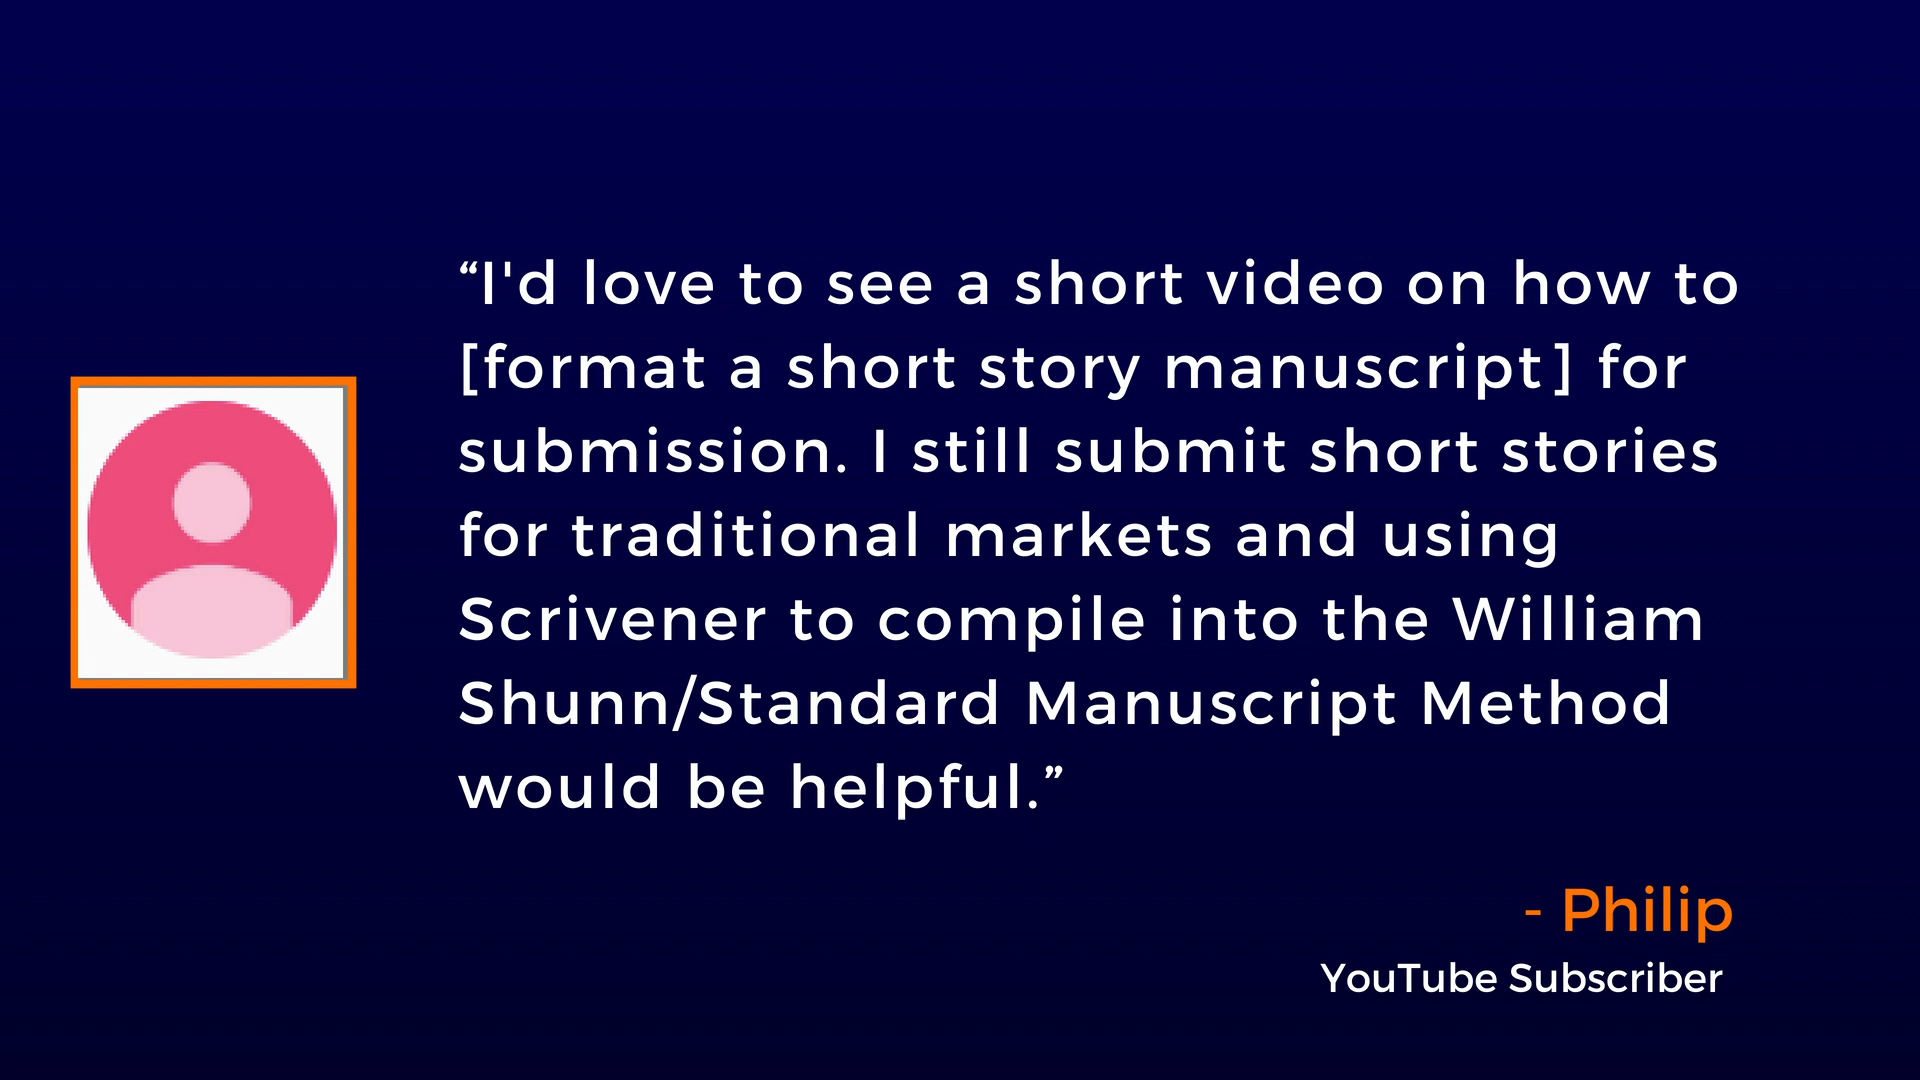 “I'd love to see a short video on how to
[format a short story manuscript] for
submission. I still submit short stories
for traditional markets and using
Scrivener to compile into the William
Shunn/Standard Manuscript Method
would be helpful.”
- Philip
YouTube Subscriber